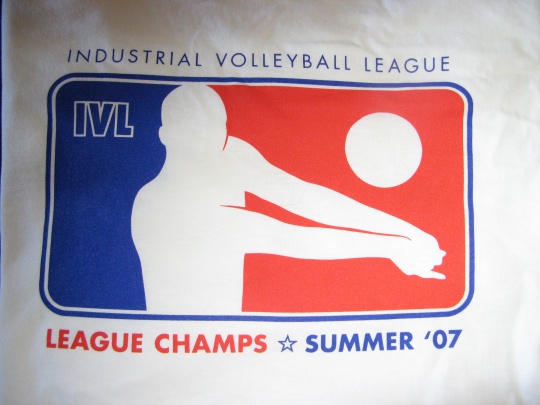 INDUSTRIAL VOLLEYBALL LEAGUE
IVL
LEAGUE CHAMPS ☆ SUMMER '07